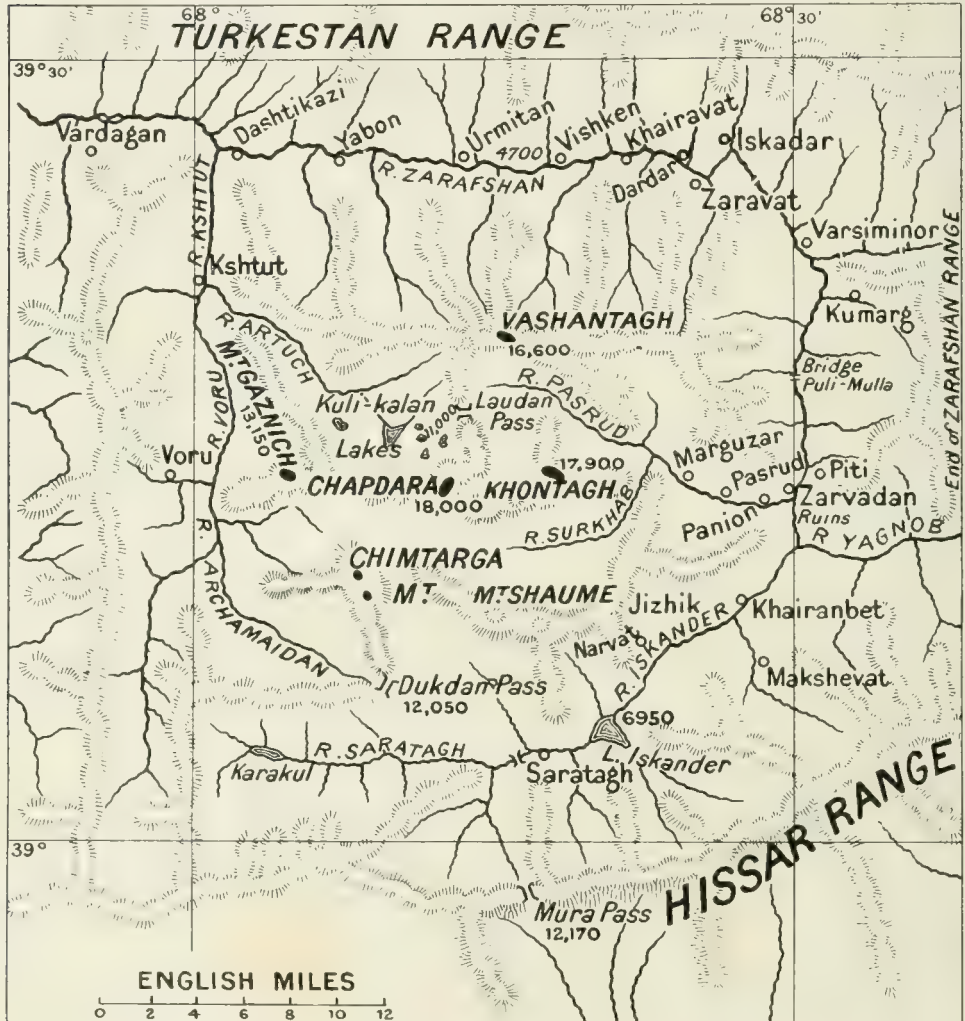 68°
68° 30'
TURKESTAN RANGE
39°30'
Vardagan
Dashtikazi
Yabon
Urmitan
4700
Vishken
Khairavat
Iskadar
R. ZARAFSHAN
Dardar
Zaravat
R. KSHTUT
Varsiminor
Kshtut
End of ZARAFSHAN RANGE
Kumarg
R. ARTUCH
VASHANTAGH
16,600
Bridge
Puli-Mulla
MT. GAZNICH
13,150
R. PASRUD
Kuli-kalan
Lakes
11,000
Laudan
Pass
R. VORU
Voru
Marguzar
Pasrud
Piti
CHAPDARA
18,000
KHONTAGH
17,900
Zarvadan
Panion
Ruins
R. SURKHAB
R YAGNOB
R. ARCHAMAIDAN
CHIMTARGA
MT.
MT SHAUME
Jizhik
Khairanbet
Narvat
R. ISKANDER
Makshevat
Dukdan Pass
12,050
6950
R. SARATAGH
L. Iskander
Karakul
Saratagh
HISSAR RANGE
39°
Mura Pass
12,170
ENGLISH MILES
0 2 4 6 8 10 12